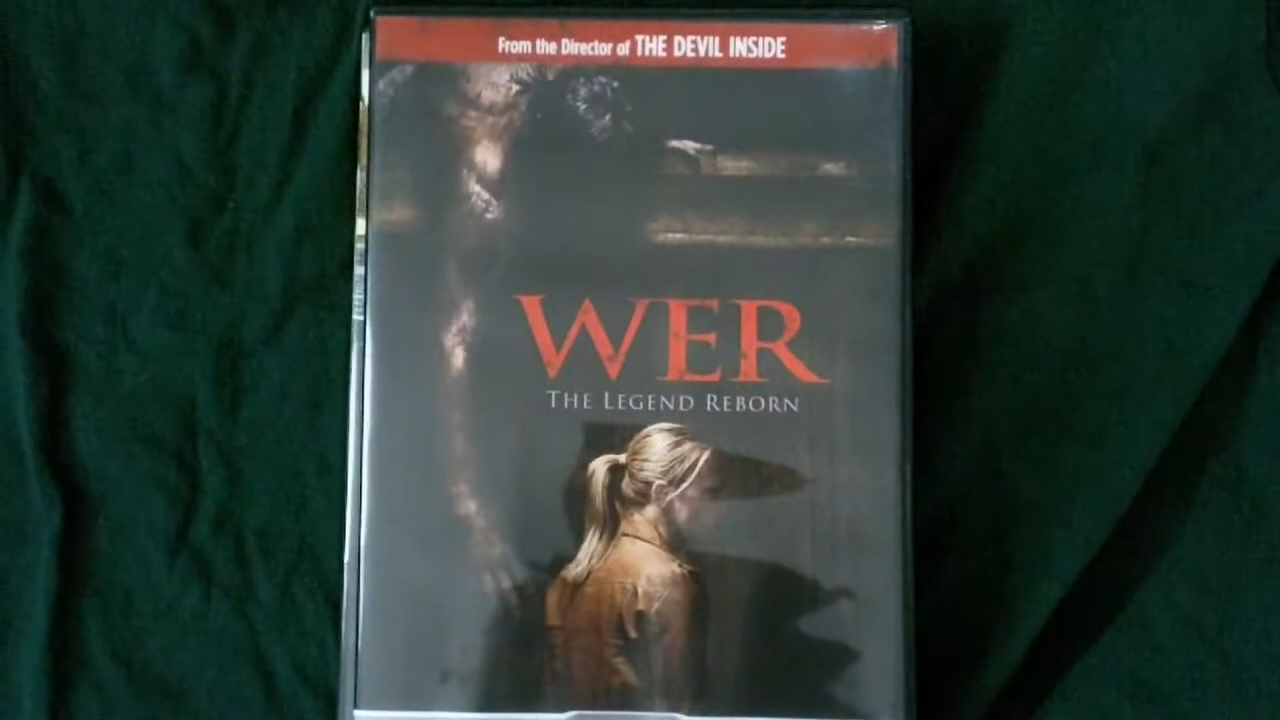 From the Director of THE DEVIL INSIDE
WER
THE LEGEND REBORN